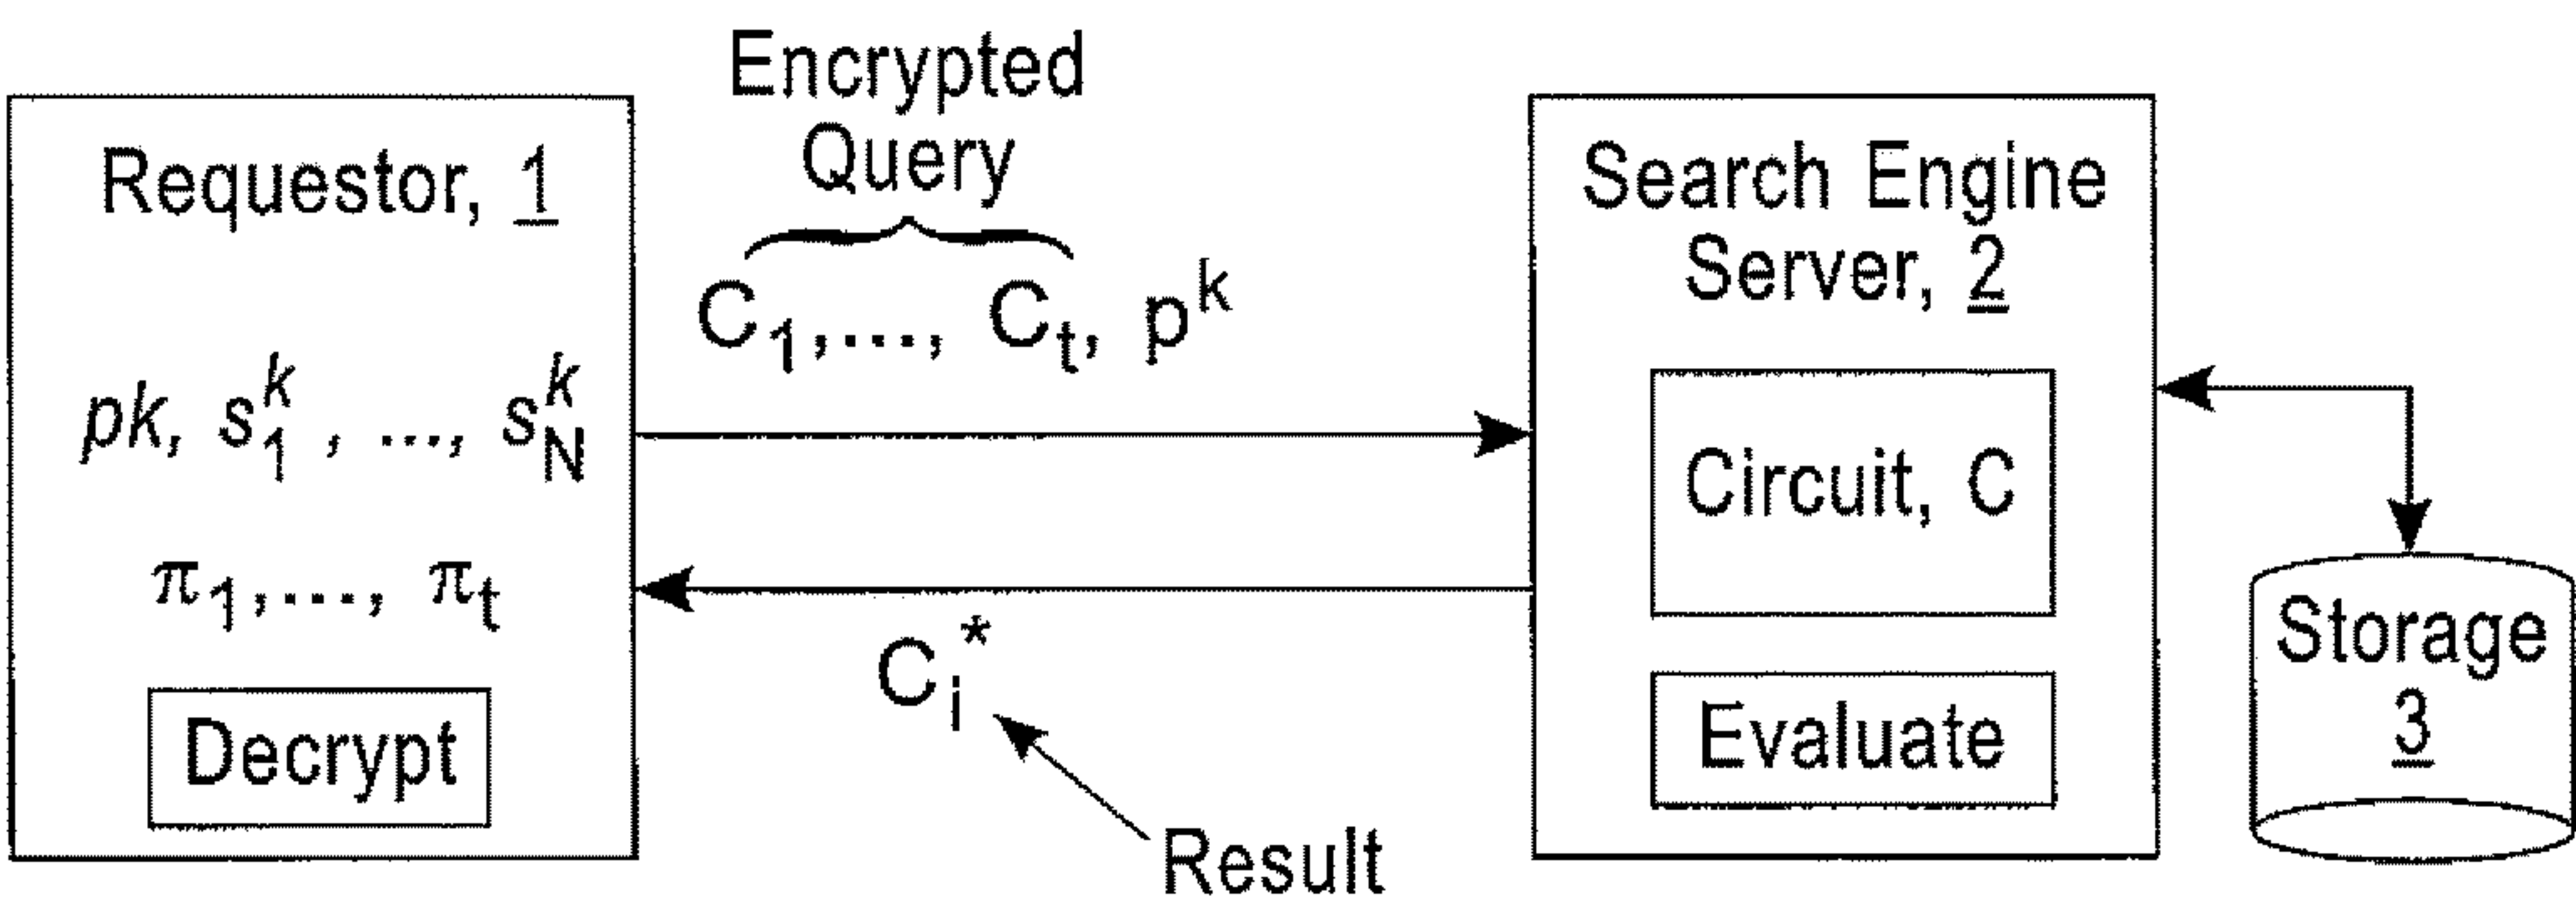 Requestor, 1
pk, s₁ᵏ, ..., s_Nᵏ
π₁,..., πₜ
Decrypt
Encrypted
Query
C₁,..., Cₜ, pᵏ
Cᵢ*
Result
Search Engine
Server, 2
Circuit, C
Evaluate
Storage
3